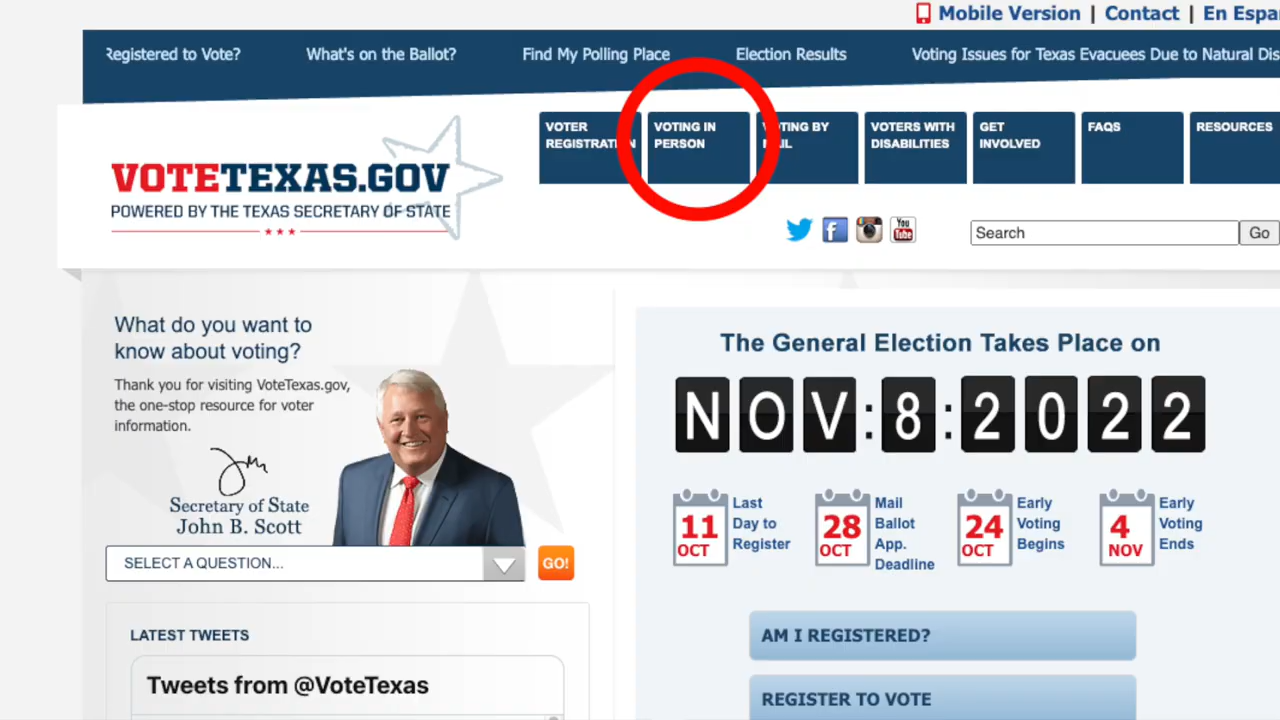 Mobile Version | Contact | En Espa
Registered to Vote? What's on the Ballot? Find My Polling Place Election Results Voting Issues for Texas Evacuees Due to Natural Dis
VOTER REGISTRATION
VOTING IN PERSON
VOTING BY MAIL
VOTERS WITH DISABILITIES
GET INVOLVED
FAQS
RESOURCES
VOTETEXAS.GOV
POWERED BY THE TEXAS SECRETARY OF STATE
You Tube
Search Go
What do you want to
know about voting?
Thank you for visiting VoteTexas.gov,
the one-stop resource for voter
information.
Secretary of State
John B. Scott
SELECT A QUESTION... GO!
LATEST TWEETS
Tweets from @VoteTexas
The General Election Takes Place on
NOV:8:2022
11 OCT Last Day to Register
28 OCT Mail Ballot App. Deadline
24 OCT Early Voting Begins
4 NOV Early Voting Ends
AM I REGISTERED?
REGISTER TO VOTE